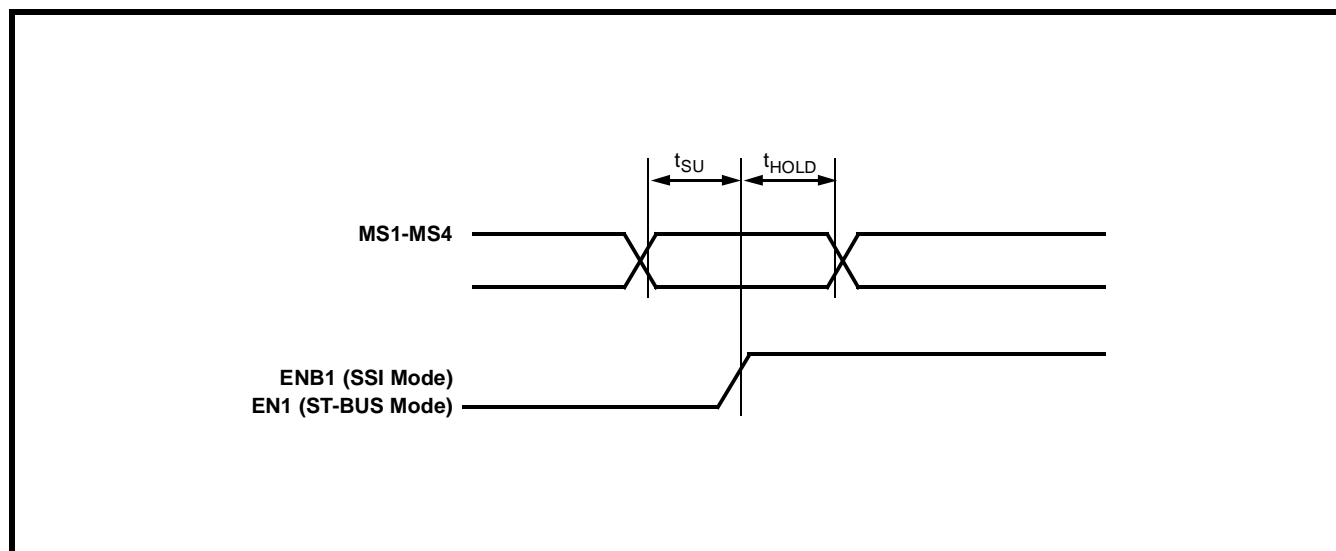 tSU
tHOLD
MS1-MS4
ENB1 (SSI Mode)
EN1 (ST-BUS Mode)